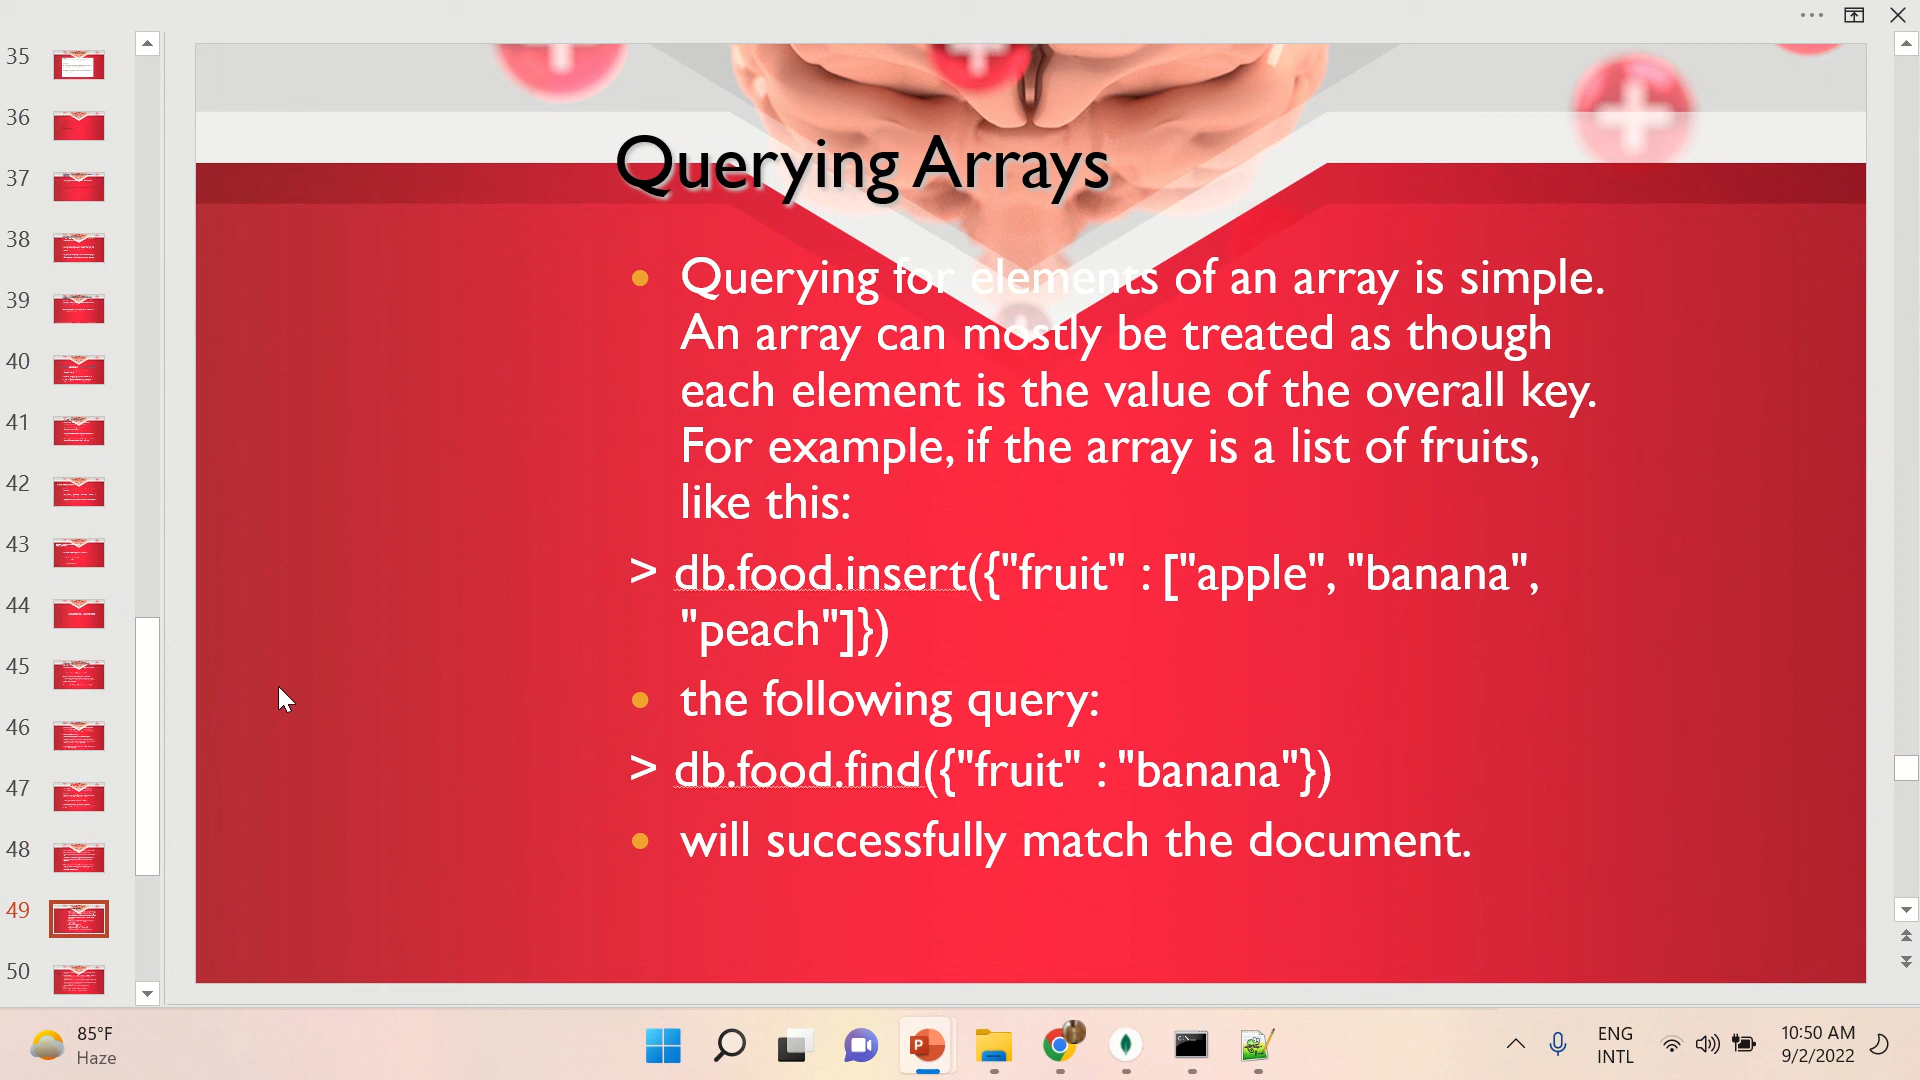 35
36
37
38
39
40
41
42
43
44
45
46
47
48
49
50
Querying Arrays
Querying for elements of an array is simple.
An array can mostly be treated as though
each element is the value of the overall key.
For example, if the array is a list of fruits,
like this:
> db.food.insert({"fruit" : ["apple", "banana",
"peach"]})
the following query:
> db.food.find({"fruit" : "banana"})
will successfully match the document.
85°F
Haze
ENG
INTL
10:50 AM
9/2/2022